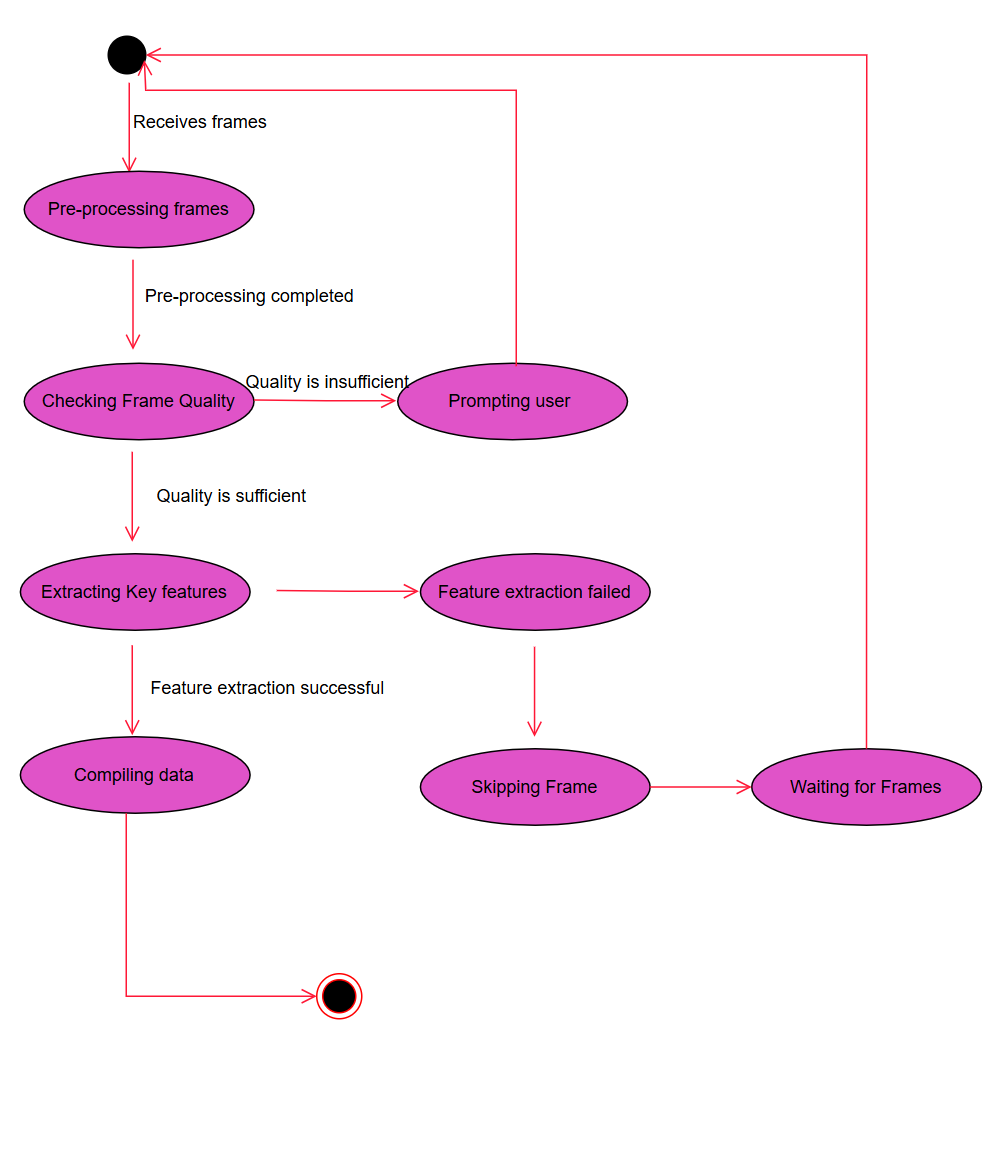 Receives frames
Pre-processing frames
Pre-processing completed
Quality is insufficient
Checking Frame Quality
Prompting user
Quality is sufficient
Extracting Key features
Feature extraction failed
Feature extraction successful
Compiling data
Skipping Frame
Waiting for Frames